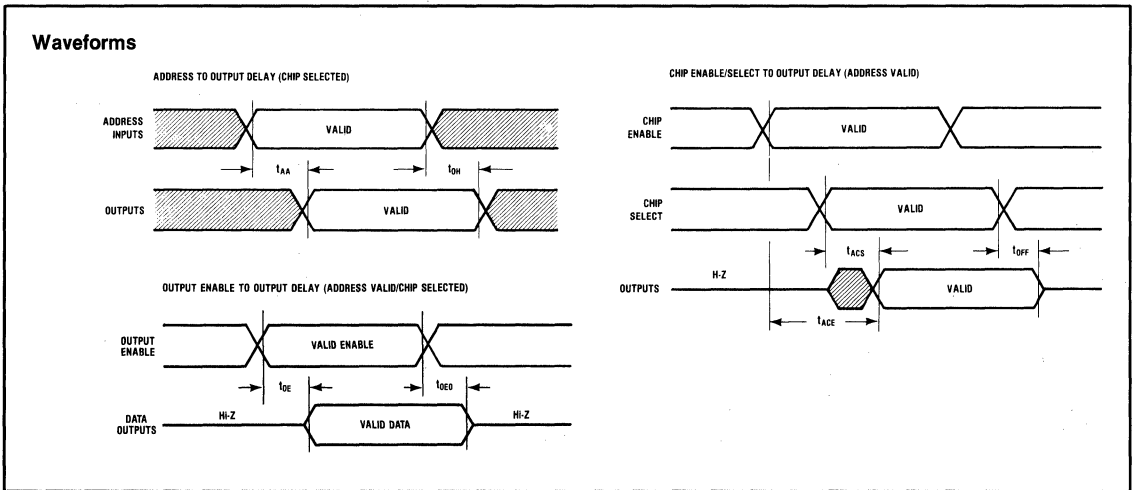 Waveforms
ADDRESS TO OUTPUT DELAY (CHIP SELECTED)
ADDRESS
INPUTS
VALID
tAA
tOH
OUTPUTS
VALID
OUTPUT ENABLE TO OUTPUT DELAY (ADDRESS VALID/CHIP SELECTED)
OUTPUT
ENABLE
VALID ENABLE
tOE
tOEO
DATA
OUTPUTS
Hi-Z
VALID DATA
Hi-Z
CHIP ENABLE/SELECT TO OUTPUT DELAY (ADDRESS VALID)
CHIP
ENABLE
VALID
CHIP
SELECT
VALID
tACS
tOFF
OUTPUTS
H-Z
VALID
tACE